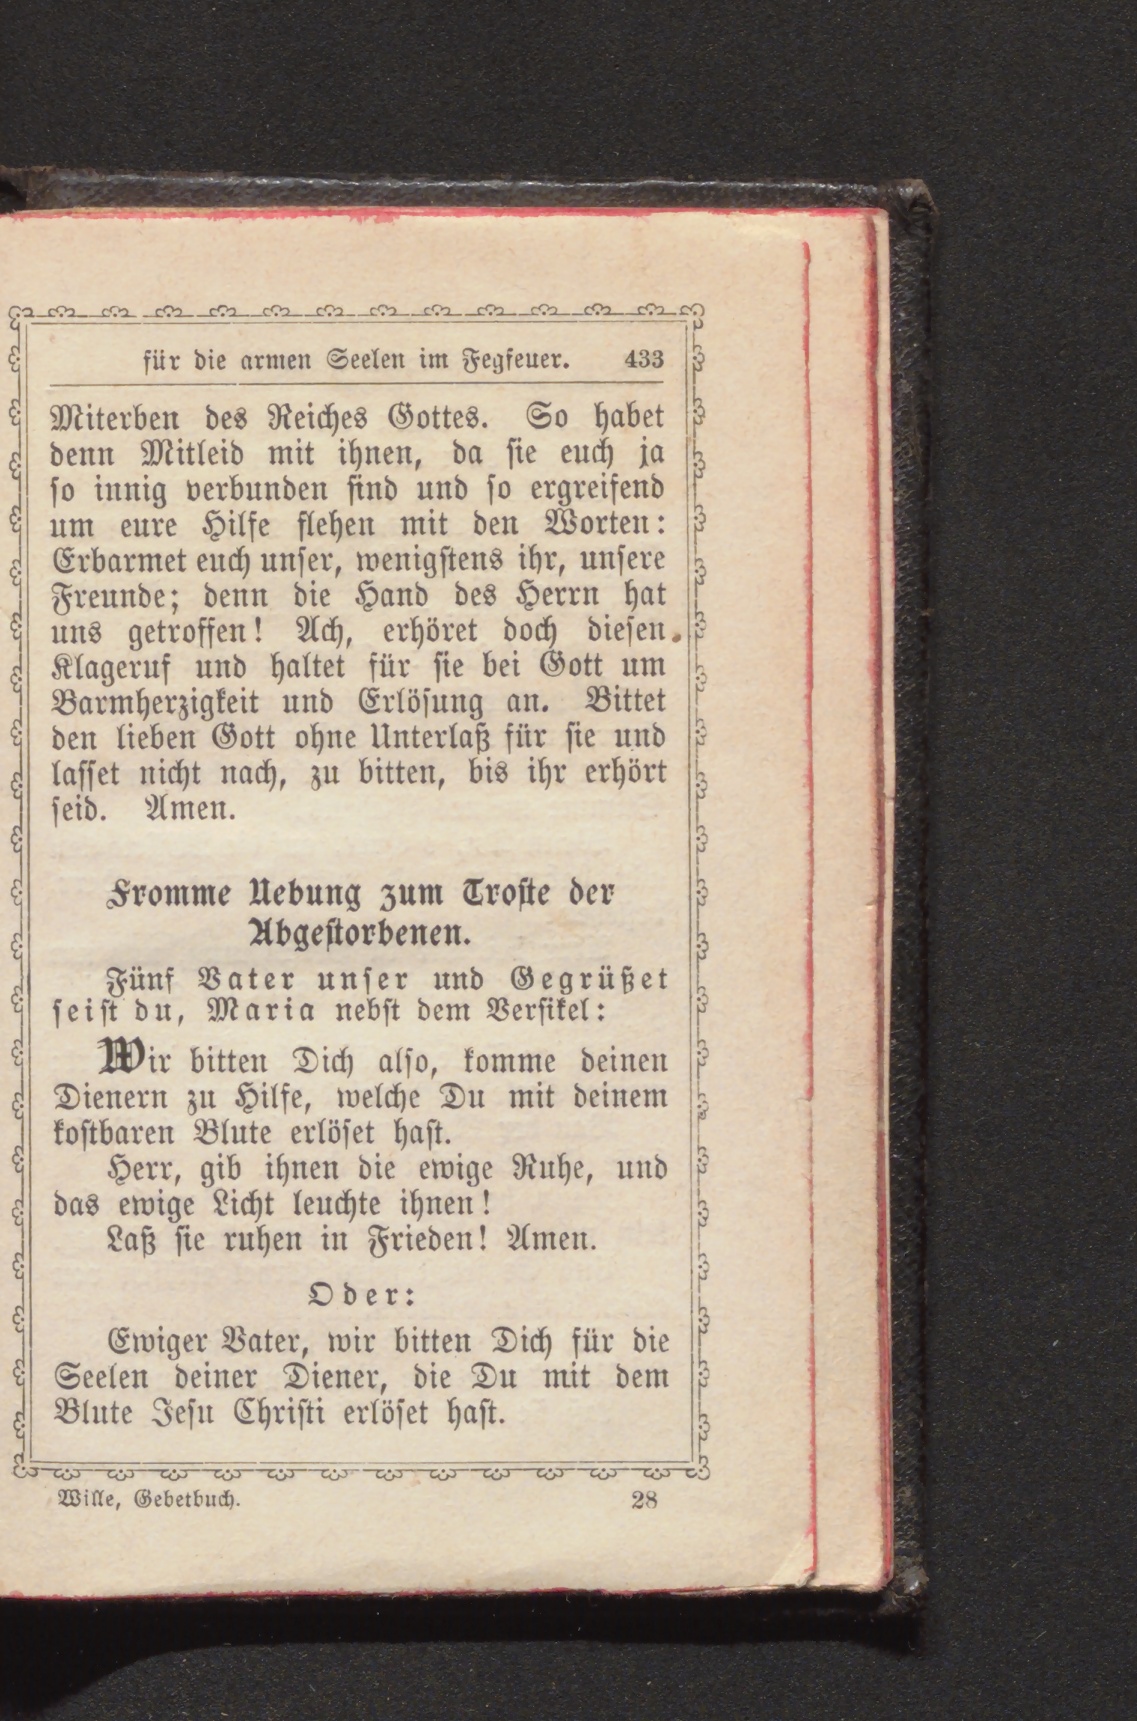 für die armen Seelen im Fegfeuer. 433
Miterben des Reiches Gottes. So habet
denn Mitleid mit ihnen, da sie euch ja
so innig verbunden sind und so ergreifend
um eure Hilfe flehen mit den Worten:
Erbarmet euch unser, wenigstens ihr, unsere
Freunde; denn die Hand des Herrn hat
uns getroffen! Ach, erhöret doch diesen
Klageruf und haltet für sie bei Gott um
Barmherzigkeit und Erlösung an. Bittet
den lieben Gott ohne Unterlaß für sie und
lasset nicht nach, zu bitten, bis ihr erhört
seid. Amen.
Fromme Uebung zum Troste der
Abgestorbenen.
Fünf Vater unser und Gegrüßet
seist du, Maria nebst dem Versikel:
Wir bitten Dich also, komme deinen
Dienern zu Hilfe, welche Du mit deinem
kostbaren Blute erlöset hast.
Herr, gib ihnen die ewige Ruhe, und
das ewige Licht leuchte ihnen!
Laß sie ruhen in Frieden! Amen.
Oder:
Ewiger Vater, wir bitten Dich für die
Seelen deiner Diener, die Du mit dem
Blute Jesu Christi erlöset hast.
Wille, Gebetbuch. 28